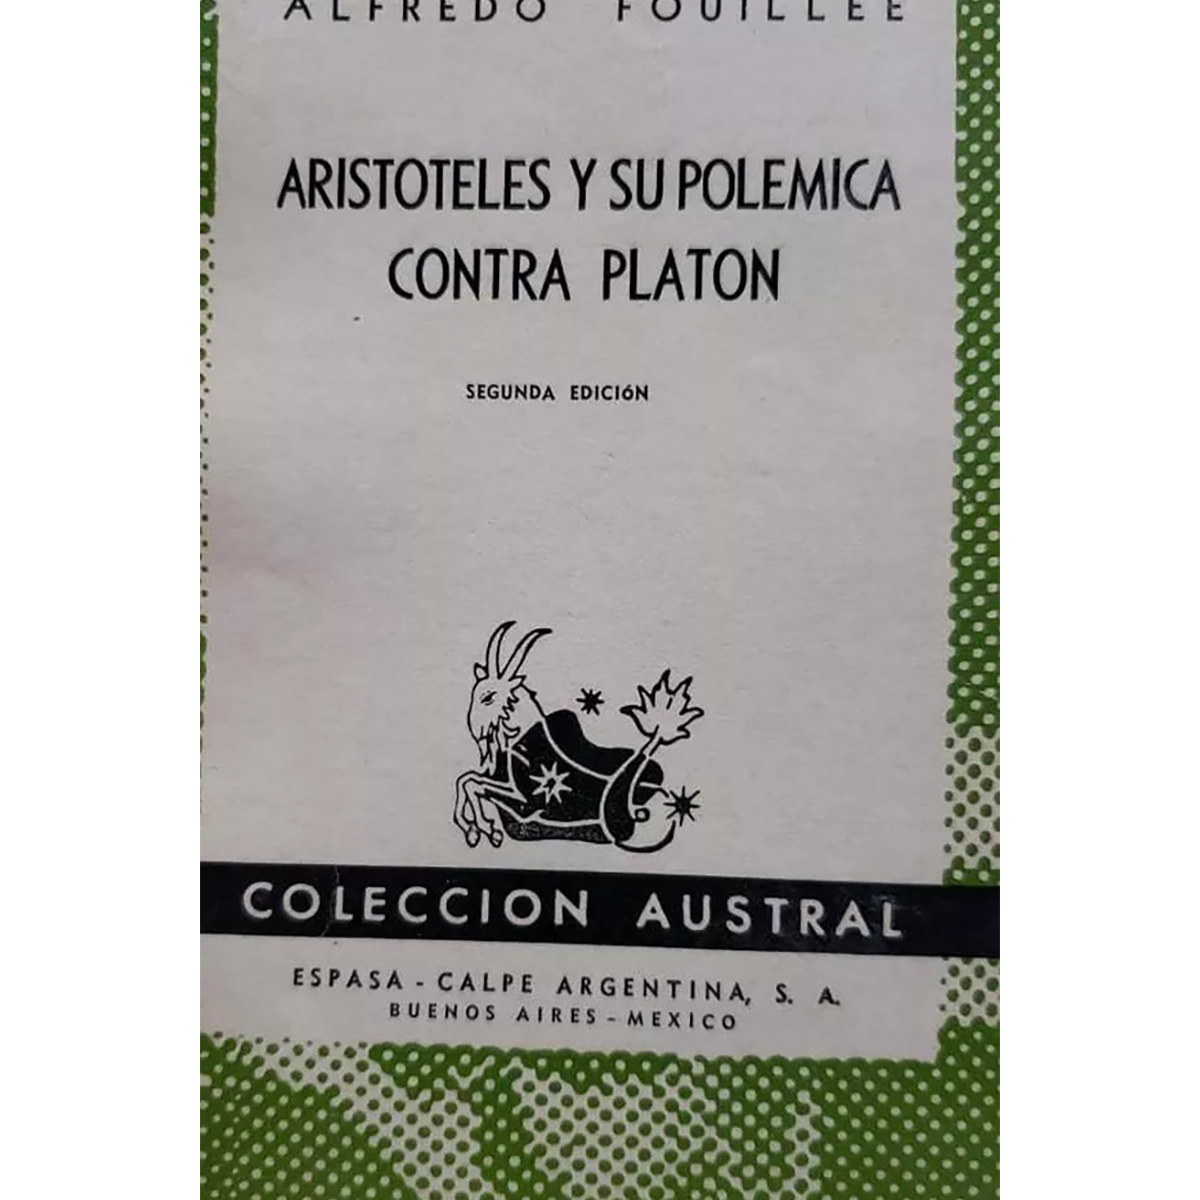 ALFREDO FOUILLEE
ARISTOTELES Y SU POLEMICA
CONTRA PLATON
SEGUNDA EDICIÓN
COLECCION AUSTRAL
ESPASA - CALPE ARGENTINA, S. A.
BUENOS AIRES - MEXICO